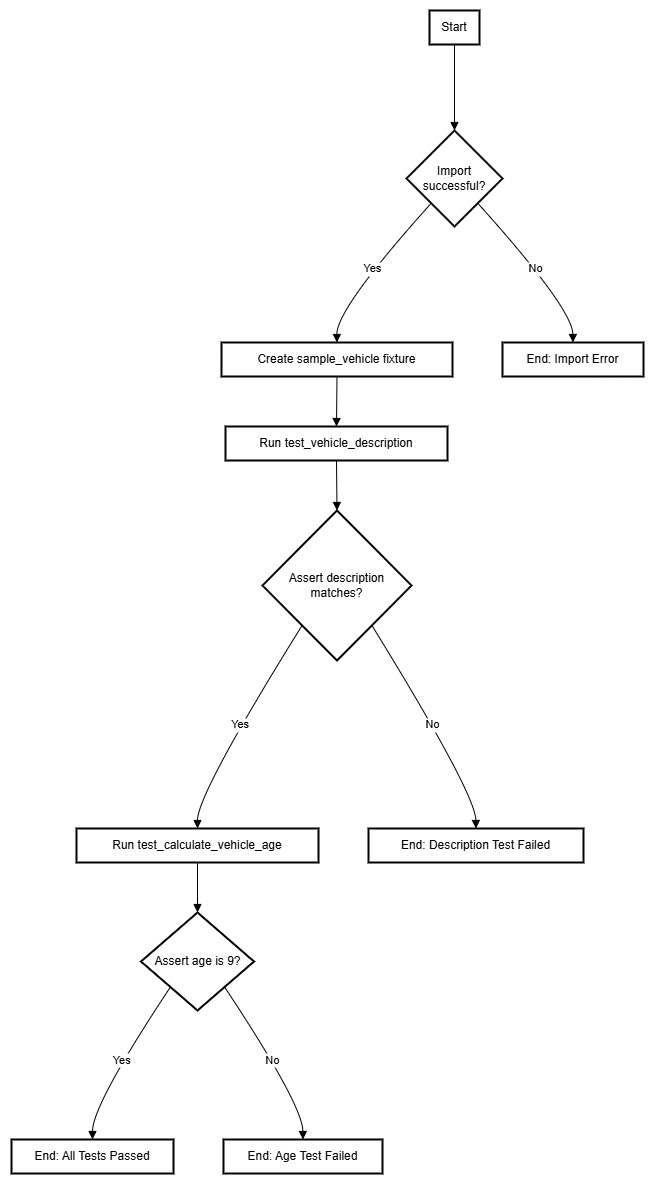 Start
Import
successful?
Yes
No
Create sample_vehicle fixture
End: Import Error
Run test_vehicle_description
Assert description
matches?
Yes
No
Run test_calculate_vehicle_age
End: Description Test Failed
Assert age is 9?
Yes
No
End: All Tests Passed
End: Age Test Failed